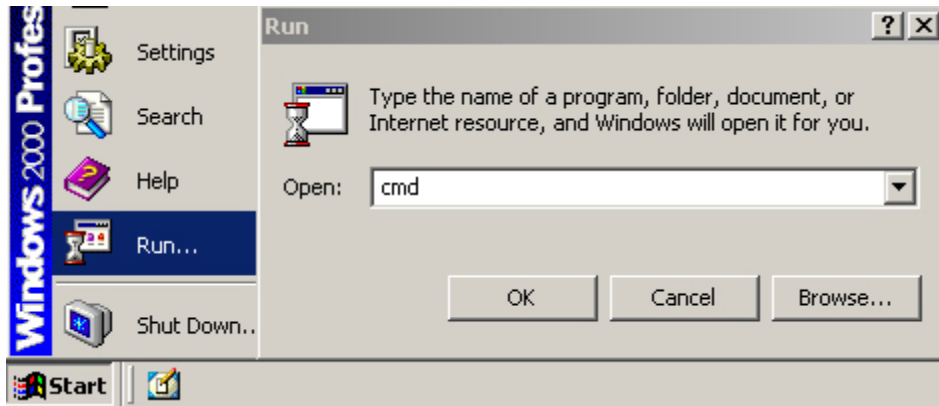 Windows 2000 Profes
Settings
Search
Help
Run...
Shut Down..
Start
Run
Type the name of a program, folder, document, or
Internet resource, and Windows will open it for you.
Open: cmd
OK Cancel Browse...